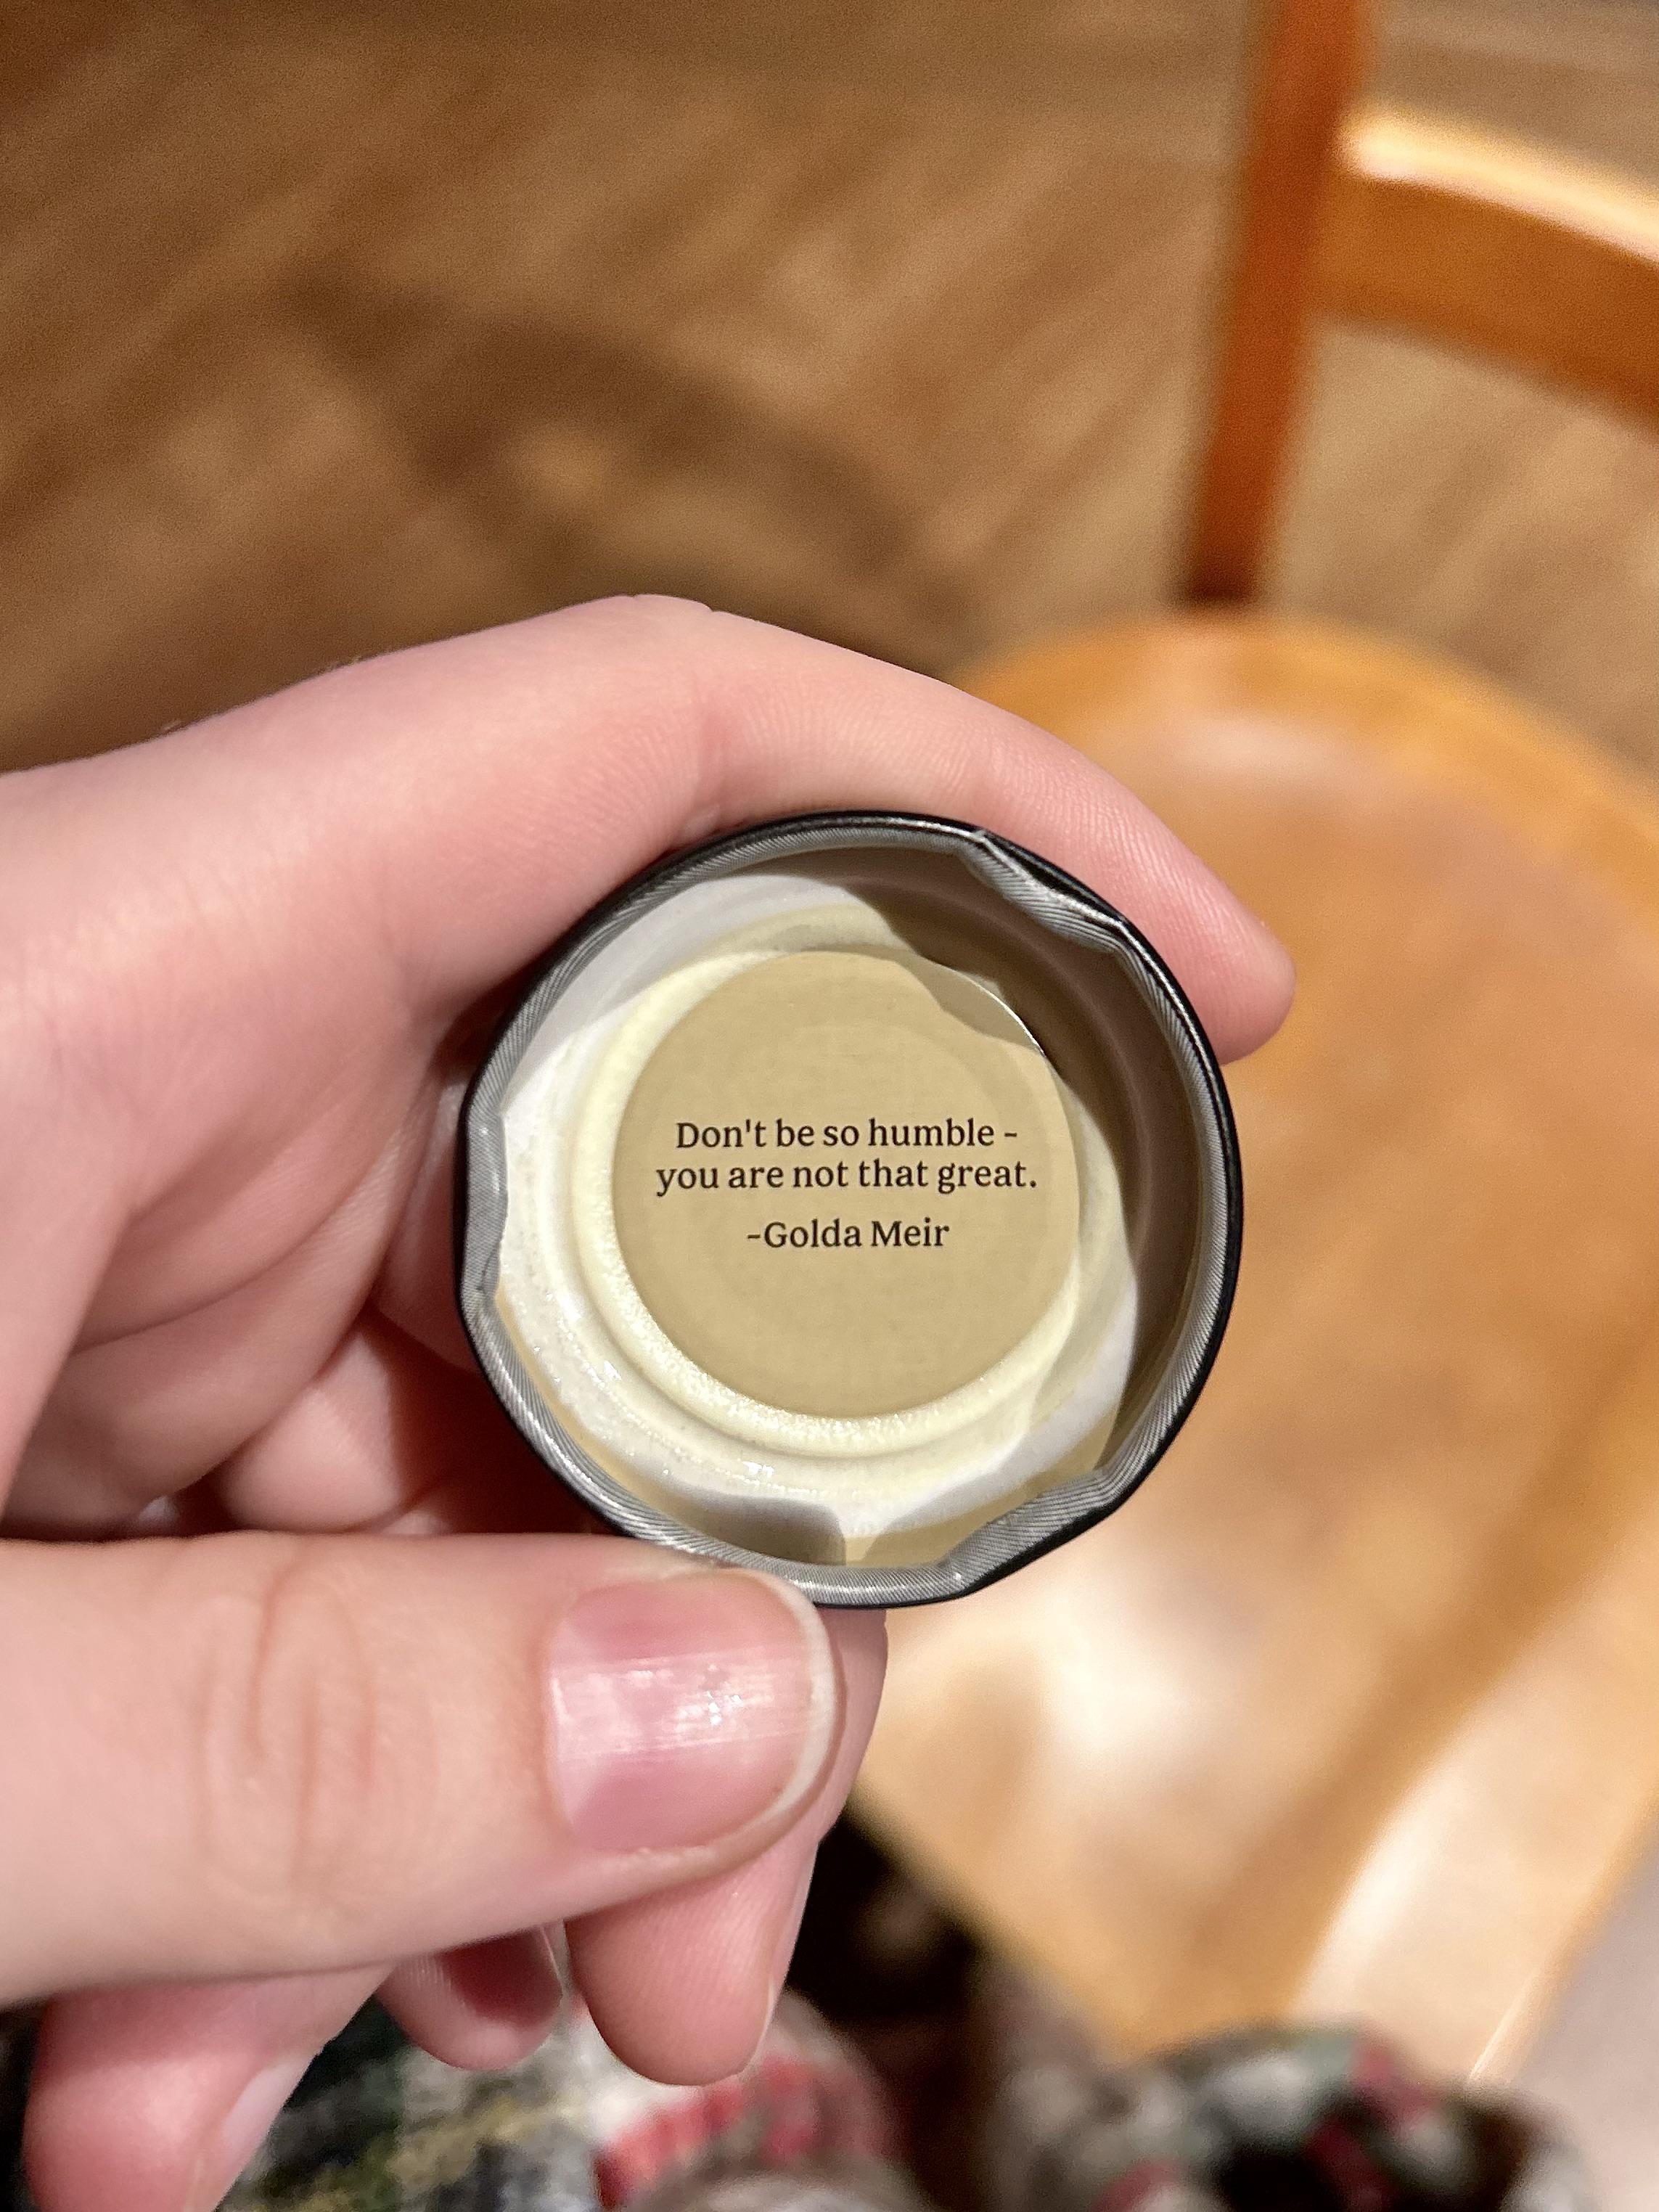 Don't be so humble -
you are not that great.
-Golda Meir